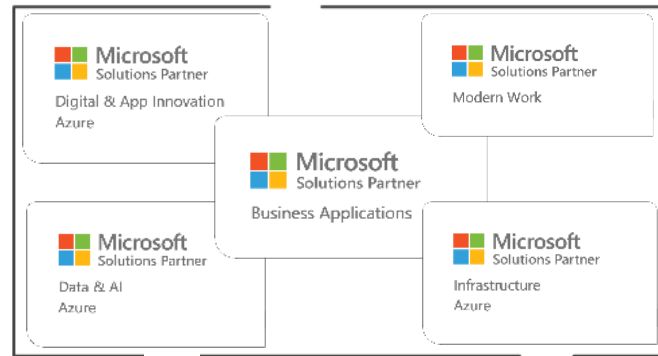 Microsoft
Solutions Partner
Digital & App Innovation
Azure
Microsoft
Solutions Partner
Modern Work
Microsoft
Solutions Partner
Business Applications
Microsoft
Solutions Partner
Data & AI
Azure
Microsoft
Solutions Partner
Infrastructure
Azure